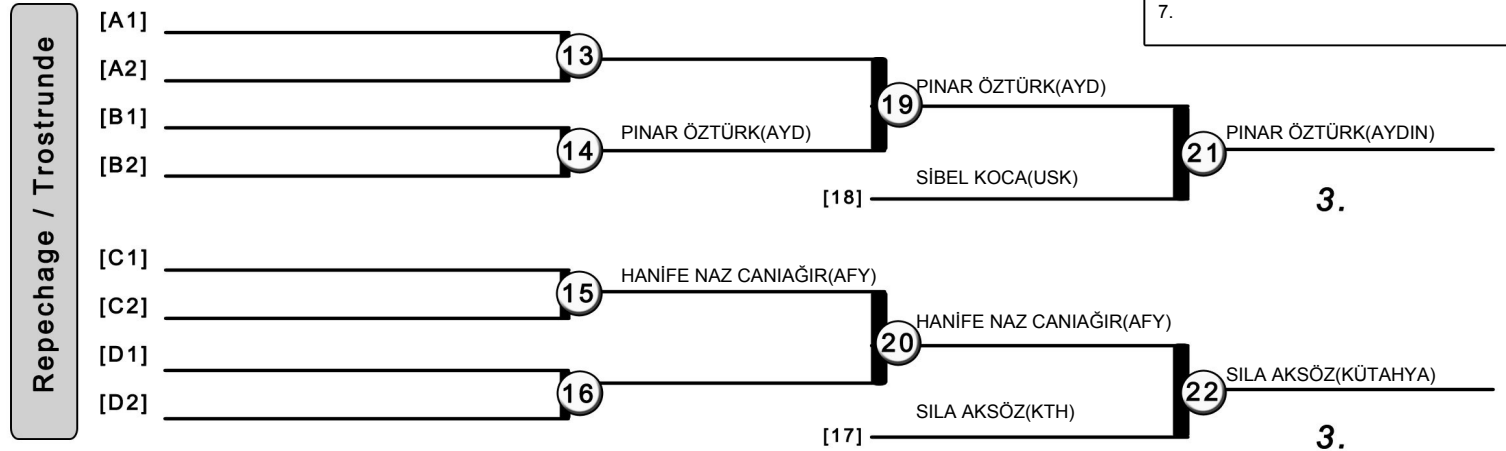 7.
Repechage / Trostrunde
[A1]
[A2]
[B1]
[B2]
13
14
PINAR ÖZTÜRK(AYD)
19
PINAR ÖZTÜRK(AYD)
[18]
SİBEL KOCA(USK)
21
PINAR ÖZTÜRK(AYDIN)
3.
[C1]
[C2]
[D1]
[D2]
15
HANİFE NAZ CANIAĞIR(AFY)
16
20
HANİFE NAZ CANIAĞIR(AFY)
[17]
SILA AKSÖZ(KTH)
22
SILA AKSÖZ(KÜTAHYA)
3.